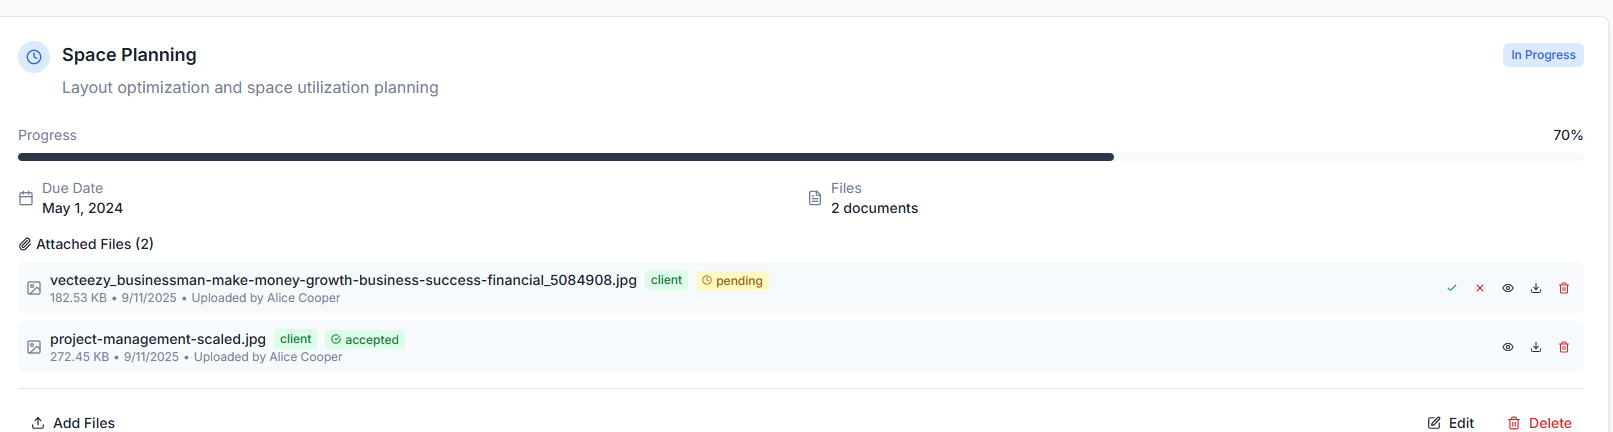 Space Planning
In Progress
Layout optimization and space utilization planning
Progress
70%
Due Date
May 1, 2024
Files
2 documents
Attached Files (2)
vecteezy_businessman-make-money-growth-business-success-financial_5084908.jpg client pending
182.53 KB • 9/11/2025 • Uploaded by Alice Cooper
project-management-scaled.jpg client accepted
272.45 KB • 9/11/2025 • Uploaded by Alice Cooper
Add Files
Edit
Delete